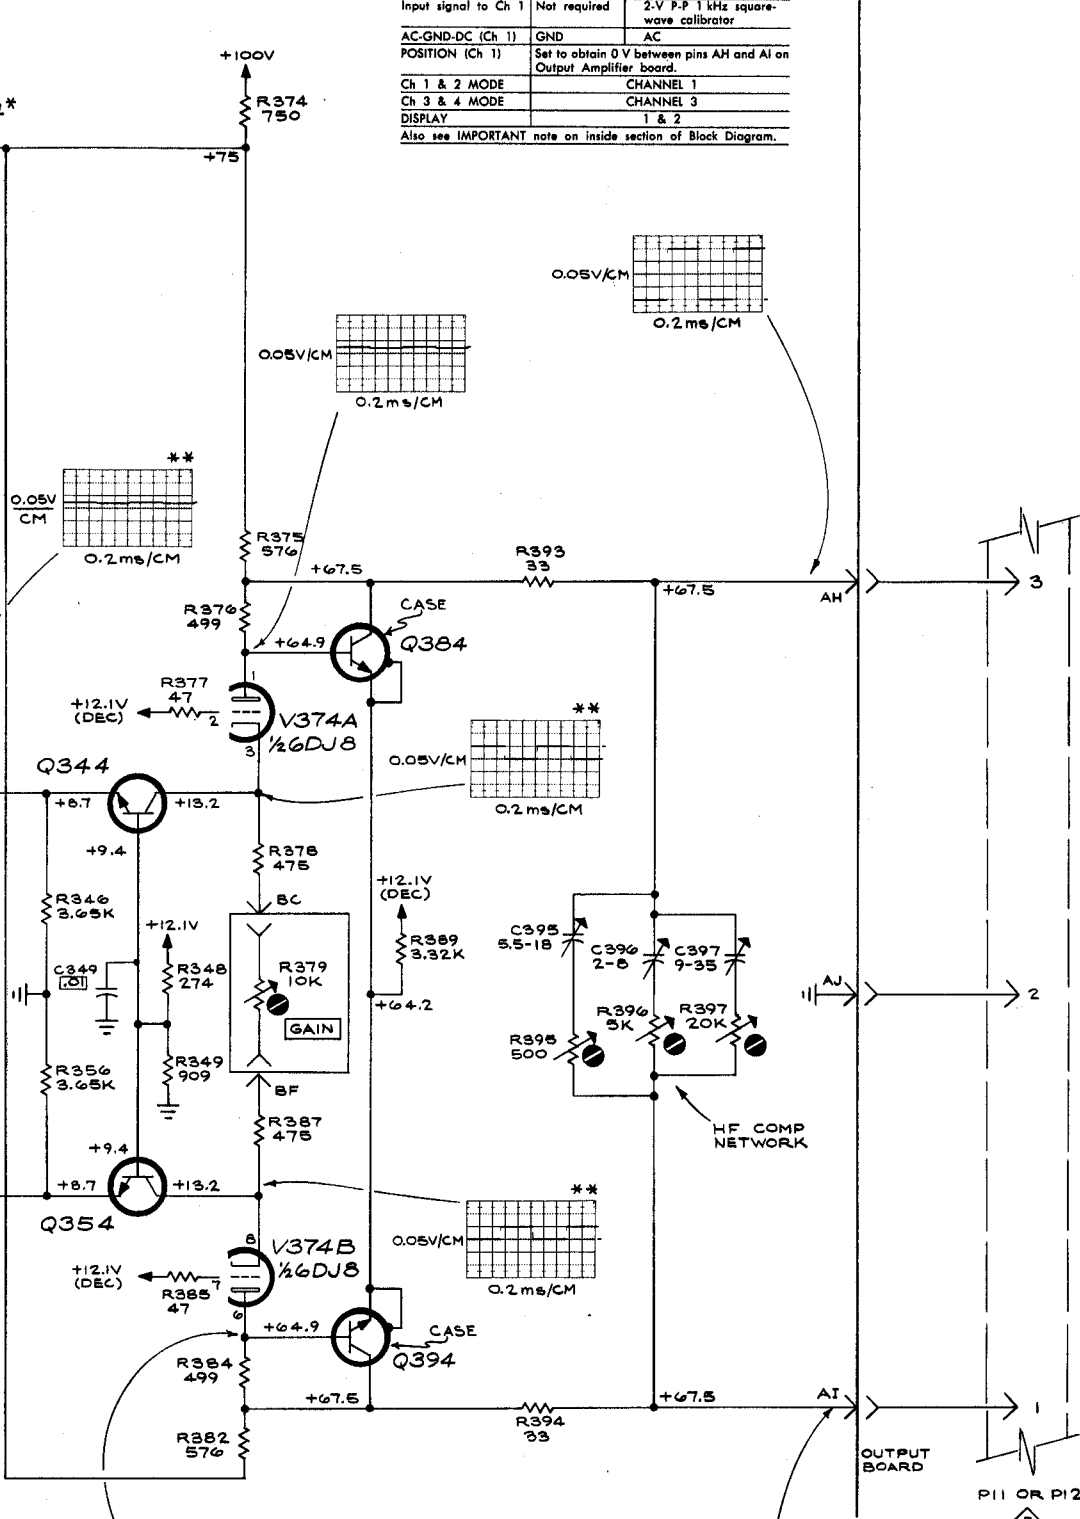 Input signal to Ch 1 Not required 2-V P-P 1 kHz square-
wave calibrator
AC-GND-DC (Ch 1) GND AC
POSITION (Ch 1) Set to obtain 0 V between pins AH and AI on
Output Amplifier board.
Ch 1 & 2 MODE CHANNEL 1
Ch 3 & 4 MODE CHANNEL 3
DISPLAY 1 & 2
Also see IMPORTANT note on inside section of Block Diagram.
+100V
R374
750
+75
0.05V/CM
0.2ms/CM
0.05V/CM
0.2ms/CM
**
0.05V
CM
0.2ms/CM
R375
576
+67.5
R393
33
+67.5
AH
3
R376
499
+64.9
CASE
Q384
R377
47
+12.1V
(DEC)
1
2
3
V374A
1/2 6DJ8
**
0.05V/CM
0.2ms/CM
Q344
+8.7
+13.2
+9.4
R378
475
BC
R346
3.65K
+12.1V
C349
.01
R348
274
R379
10K
GAIN
+12.1V
(DEC)
R389
3.32K
+64.2
C395
5.5-18
C396
2-8
C397
9-35
R395
500
R396
5K
R397
20K
AJ
2
R356
3.65K
R349
909
BF
R387
475
HF COMP
NETWORK
+9.4
+8.7
+13.2
Q354
**
0.05V/CM
0.2ms/CM
8
V374B
1/2 6DJ8
+12.1V
(DEC)
7
R385
47
6
+64.9
CASE
Q394
R384
499
+67.5
R394
33
+67.5
AI
1
R382
576
OUTPUT
BOARD
P11 OR P12